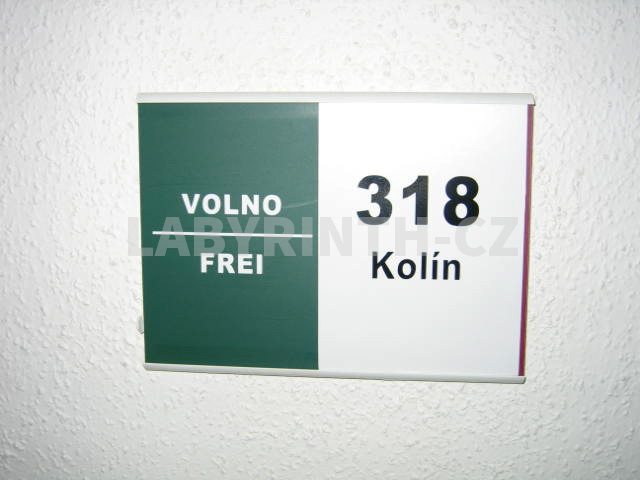 VOLNO
FREI
318
Kolín
LABYRINTH-CZ